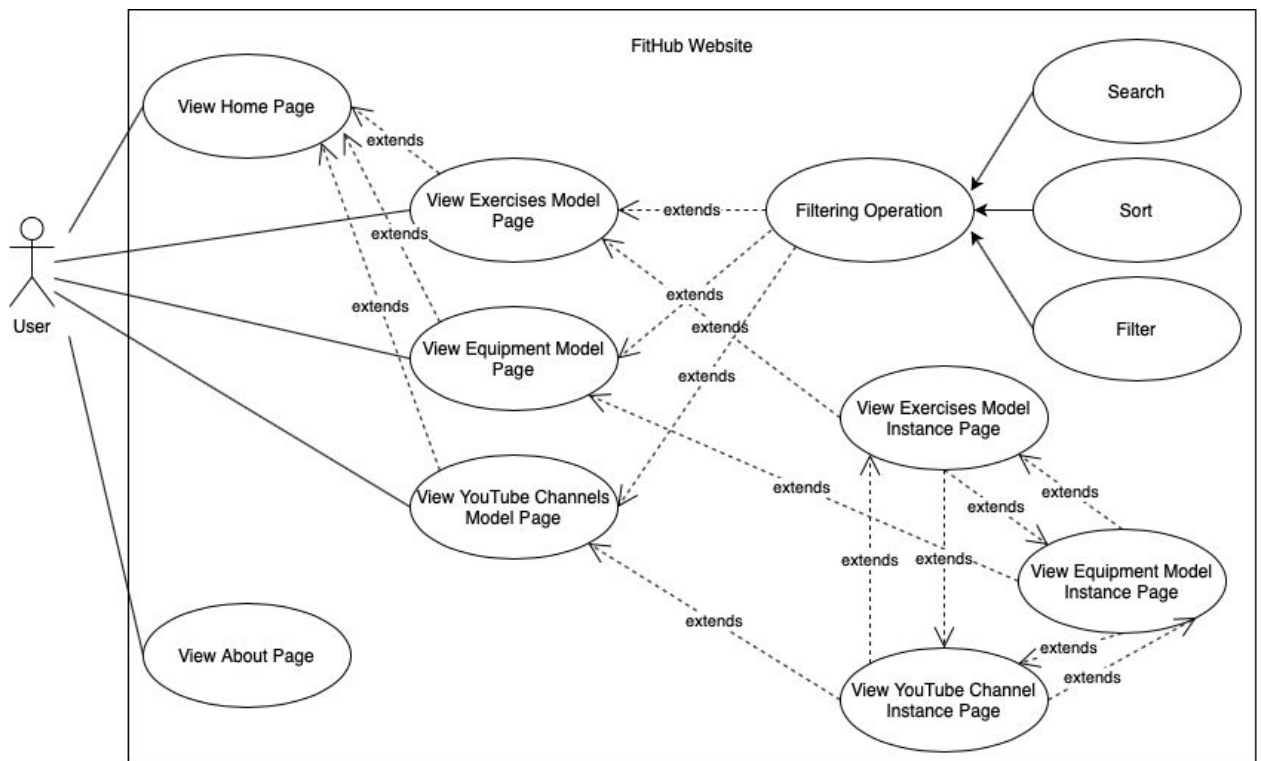 FitHub Website
View Home Page
Search
extends
View Exercises Model
Page
extends
Filtering Operation
Sort
extends
User
extends
extends
extends
Filter
View Equipment Model
Page
extends
View Exercises Model
Instance Page
View YouTube Channels
Model Page
extends
extends
extends
extends
extends
View Equipment Model
Instance Page
extends
extends
extends
View About Page
View YouTube Channel
Instance Page